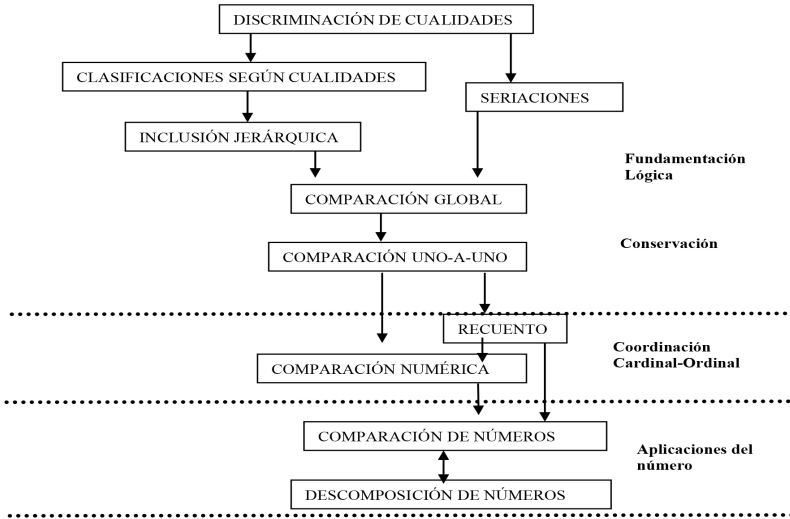 DISCRIMINACIÓN DE CUALIDADES
CLASIFICACIONES SEGÚN CUALIDADES
SERIACIONES
INCLUSIÓN JERÁRQUICA
Fundamentación
Lógica
COMPARACIÓN GLOBAL
Conservación
COMPARACIÓN UNO-A-UNO
RECUENTO
Coordinación
Cardinal-Ordinal
COMPARACIÓN NUMÉRICA
COMPARACIÓN DE NÚMEROS
Aplicaciones del
número
DESCOMPOSICIÓN DE NÚMEROS